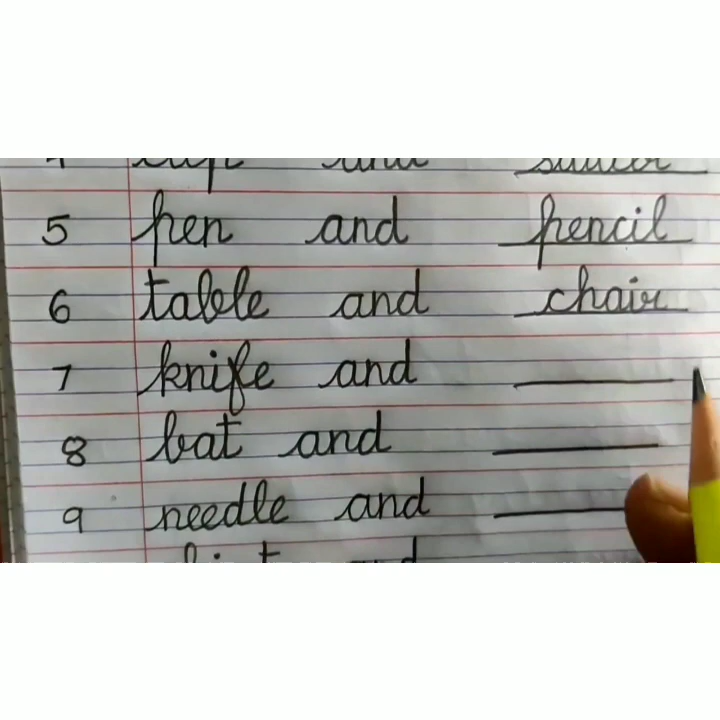 5 pen and pencil
6 table and chair
7 knife and
8 bat and
9 needle and